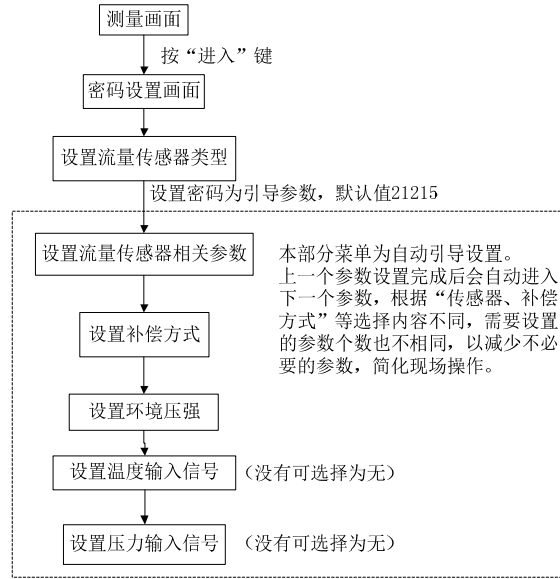 测量画面
按“进入”键
密码设置画面
设置流量传感器类型
设置密码为引导参数，默认值21215
设置流量传感器相关参数
本部分菜单为自动引导设置。
上一个参数设置完成后会自动进入
下一个参数，根据“传感器、补偿
方式”等选择内容不同，需要设置
的参数个数也不相同，以减少不必
要的参数，简化现场操作。
设置补偿方式
设置环境压强
设置温度输入信号
（没有可选择为无）
设置压力输入信号
（没有可选择为无）